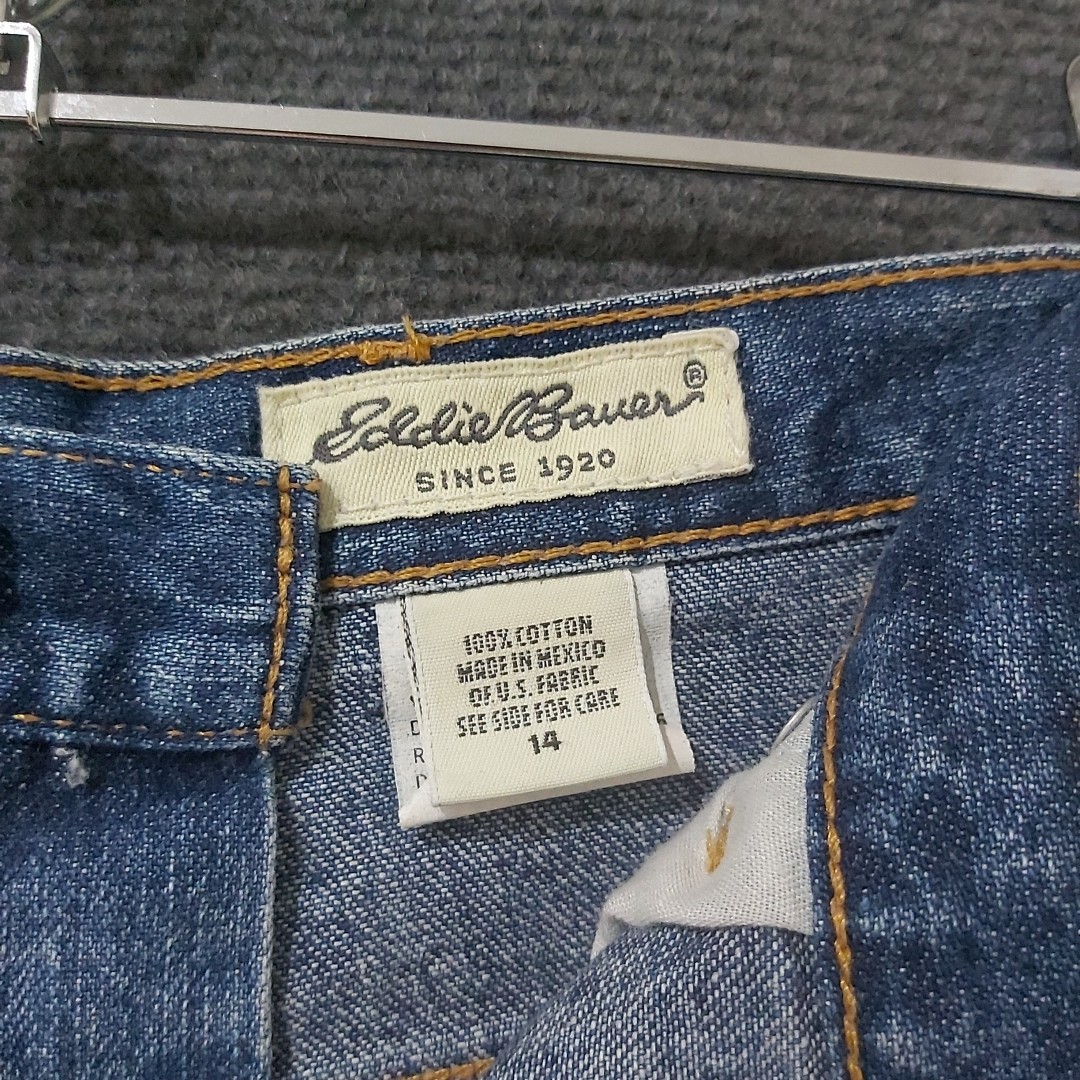 Eddie Bauer®
SINCE 1920
100% COTTON
MADE IN MEXICO
OF U.S. FABRIC
SEE SIDE FOR CARE
14